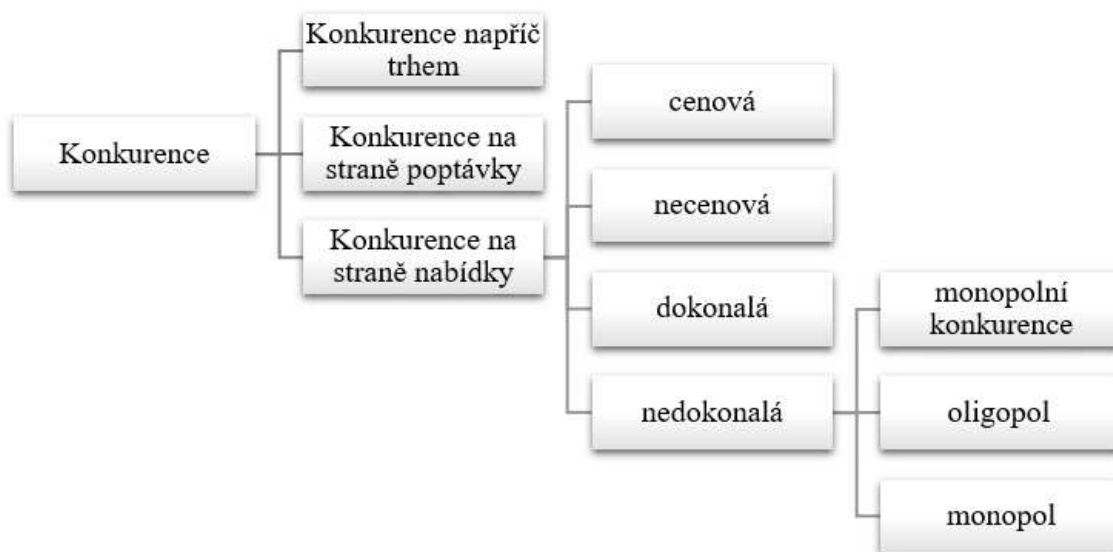 Konkurence
Konkurence napříč
trhem
Konkurence na
straně poptávky
Konkurence na
straně nabídky
cenová
necenová
dokonalá
nedokonalá
monopolní
konkurence
oligopol
monopol